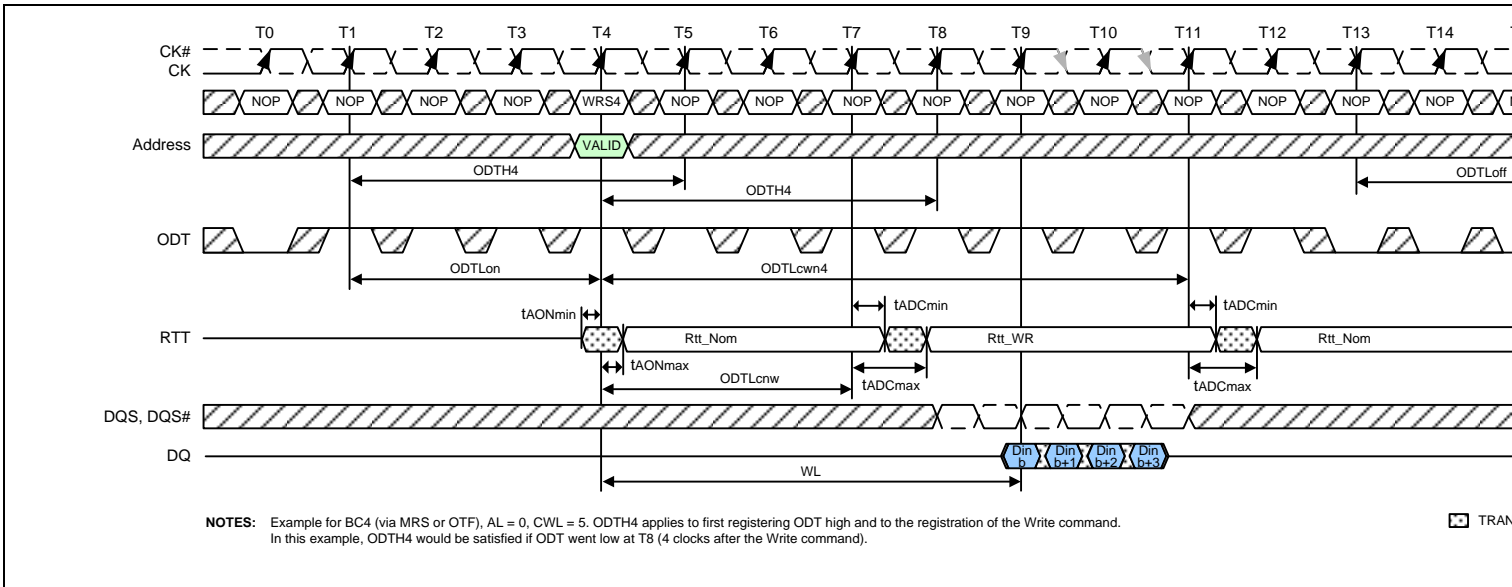 T0 T1 T2 T3 T4 T5 T6 T7 T8 T9 T10 T11 T12 T13 T14
CK#
CK
NOP NOP NOP NOP WRS4 NOP NOP NOP NOP NOP NOP NOP NOP NOP NOP
Address VALID
ODTH4 ODTLoff
ODTH4
ODT
ODTLon ODTLcwn4
tAONmin tADCmin tADCmin
RTT Rtt_Nom Rtt_WR Rtt_Nom
tAONmax ODTLcnw tADCmax tADCmax
DQS, DQS#
DQ Din b Din b+1 Din b+2 Din b+3
WL
NOTES: Example for BC4 (via MRS or OTF), AL = 0, CWL = 5. ODTH4 applies to first registering ODT high and to the registration of the Write command.
In this example, ODTH4 would be satisfied if ODT went low at T8 (4 clocks after the Write command).
TRAN